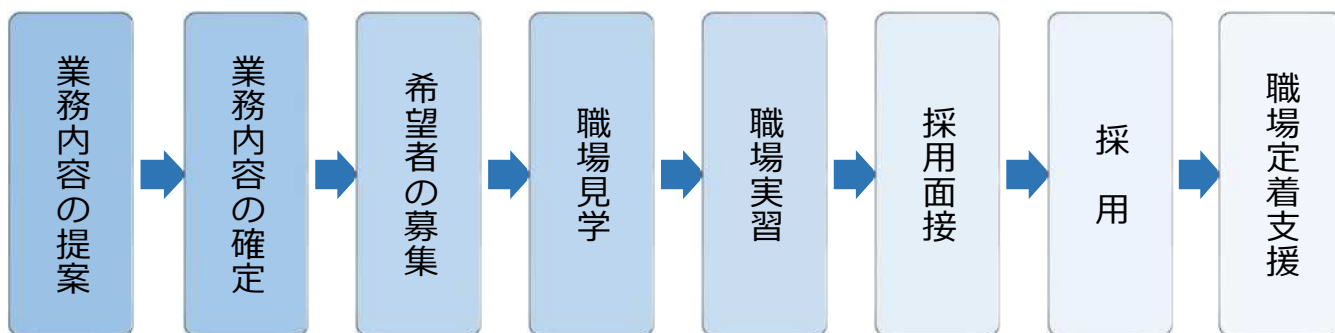 業務内容の提案
業務内容の確定
希望者の募集
職場見学
職場実習
採用面接
採用
職場定着支援